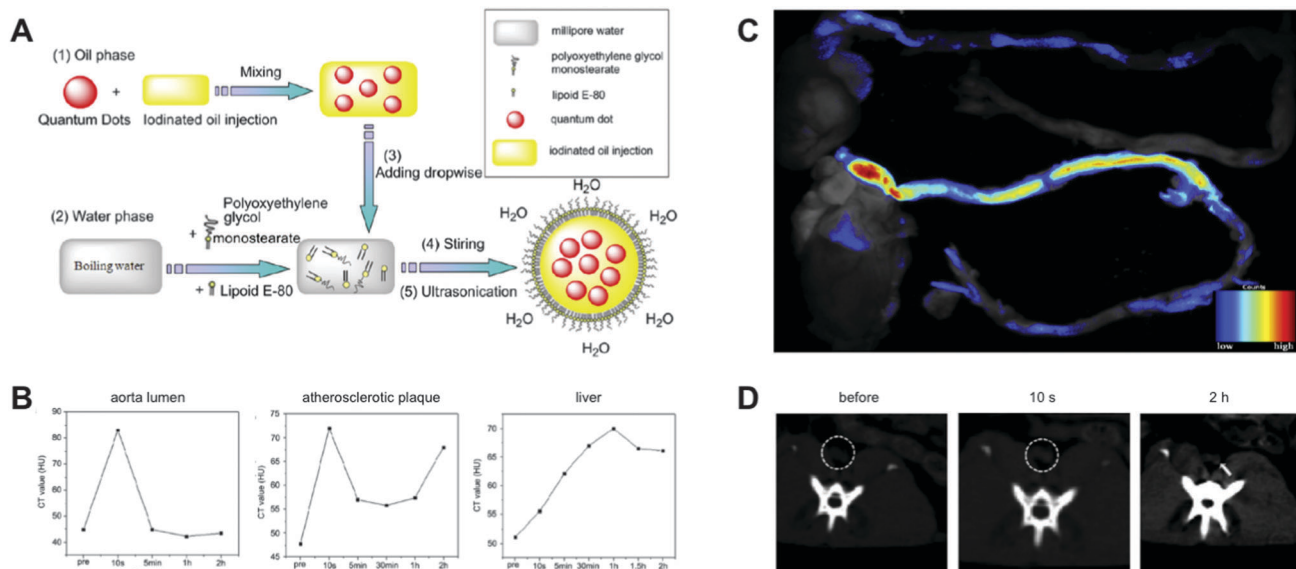 A
(1) Oil phase
+
Mixing
Quantum Dots
Iodinated oil injection
millipore water
polyoxyethylene glycol
monostearate
lipoid E-80
quantum dot
iodinated oil injection
(3)
Adding dropwise
(2) Water phase
+
Polyoxyethylene
glycol
monostearate
Boiling water
+
Lipoid E-80
(4) Stiring
(5) Ultrasonication
H2O
H2O
H2O
H2O
H2O
H2O
H2O
H2O
B
aorta lumen
CT value (HU)
90
80
70
60
50
40
pre
10s
5min
1h
2h
atherosclerotic plaque
CT value (HU)
75
70
65
60
55
50
45
pre
10s
5min
30min
1h
2h
liver
CT value (HU)
70
65
60
55
50
pre
10s
5min
30min
1h
1.5h
2h
C
Counts
low
high
D
before
10 s
2 h